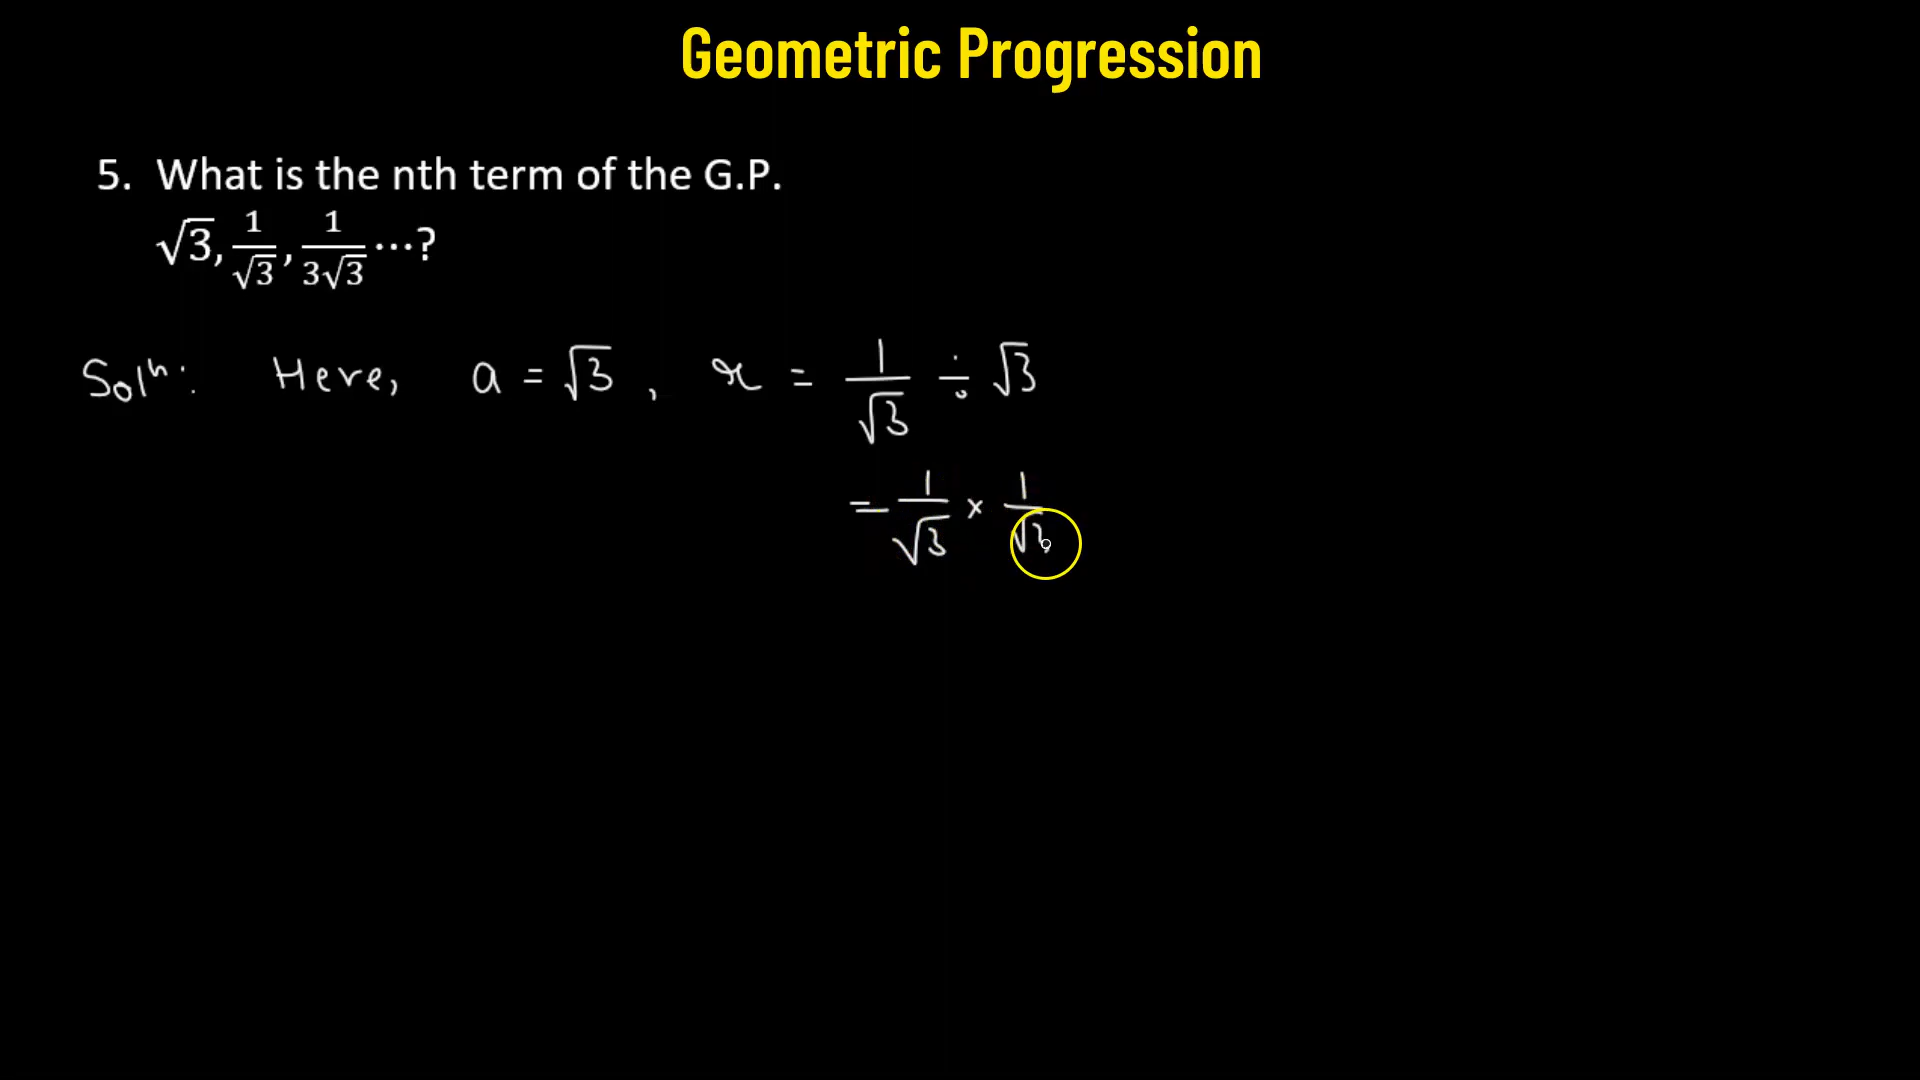 Geometric Progression
5. What is the nth term of the G.P.
√3, 1/√3, 1/3√3 ⋯?
Solⁿ: Here, a = √3, r = 1/√3 ÷ √3
= 1/√3 × 1/√3